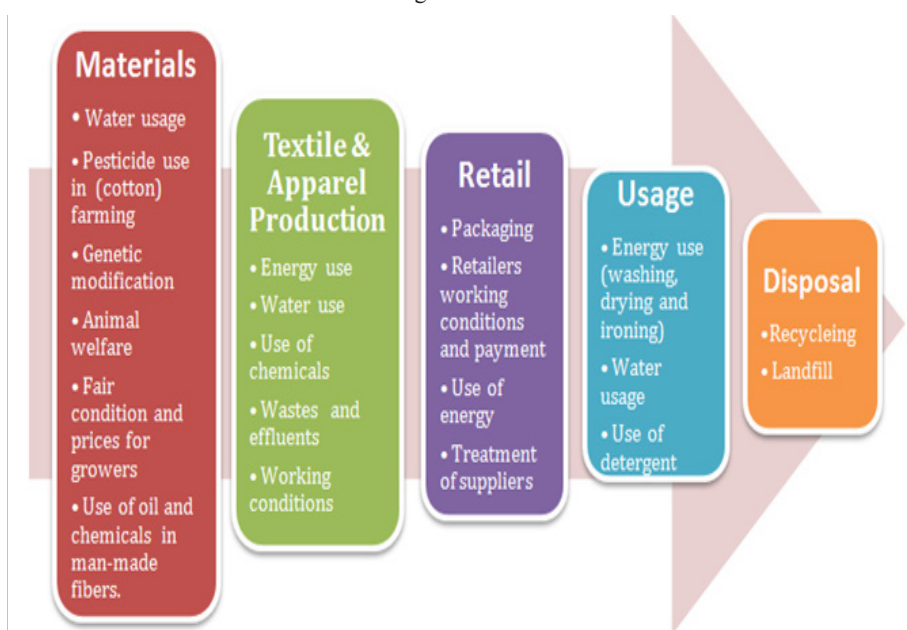 Materials
• Water usage
• Pesticide use
in (cotton)
farming
• Genetic
modification
• Animal
welfare
• Fair
condition and
prices for
growers
• Use of oil and
chemicals in
man-made
fibers.
Textile &
Apparel
Production
• Energy use
• Water use
• Use of
chemicals
• Wastes and
effluents
• Working
conditions
Retail
• Packaging
• Retailers
working
conditions
and payment
• Use of
energy
• Treatment
of suppliers
Usage
• Energy use
(washing,
drying and
ironing)
• Water
usage
• Use of
detergent
Disposal
• Recycleing
• Landfill